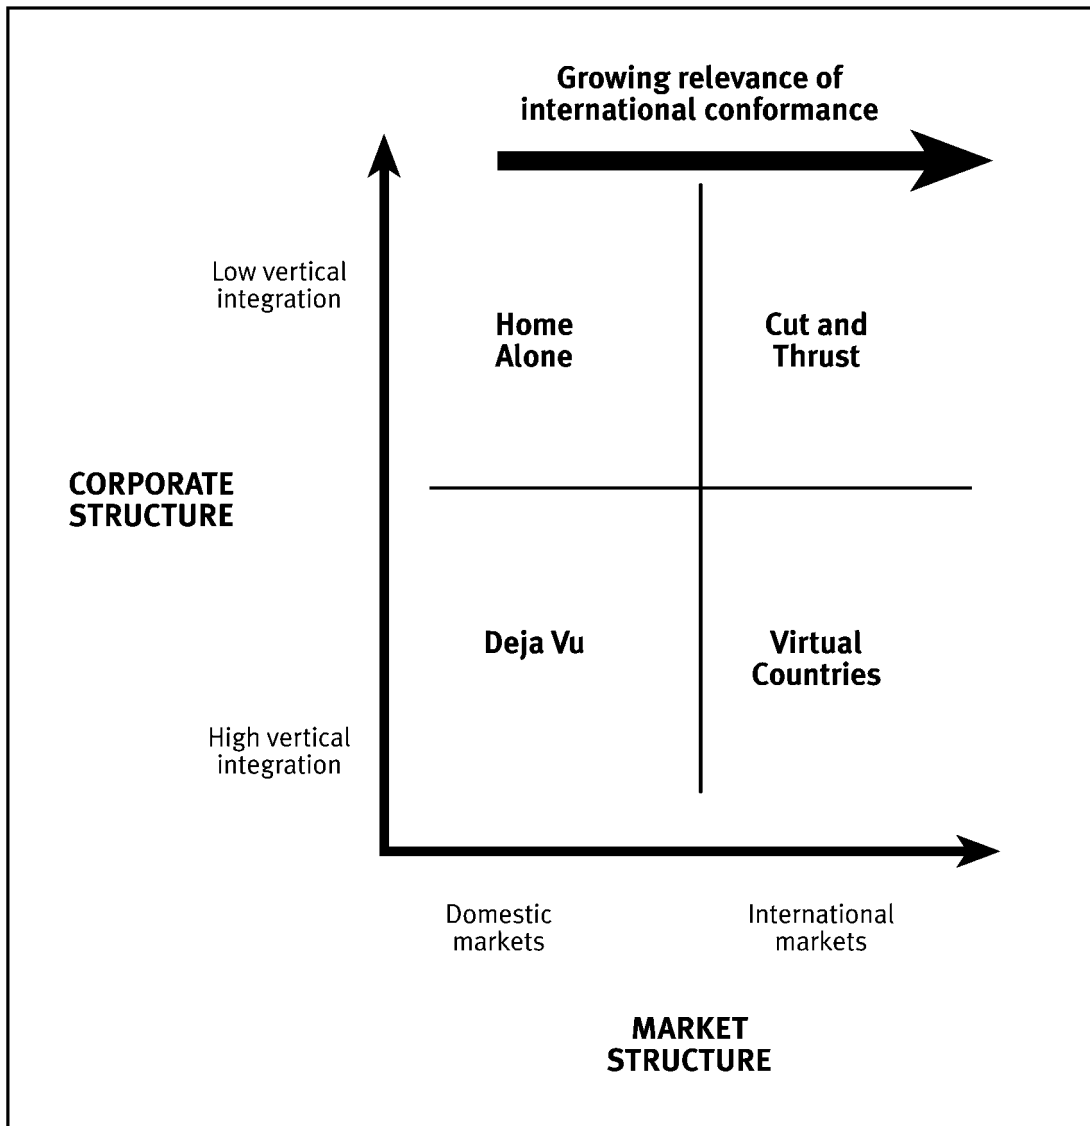 Growing relevance of
international conformance
Low vertical
integration
Home
Alone
Cut and
Thrust
CORPORATE
STRUCTURE
Deja Vu
Virtual
Countries
High vertical
integration
Domestic
markets
International
markets
MARKET
STRUCTURE